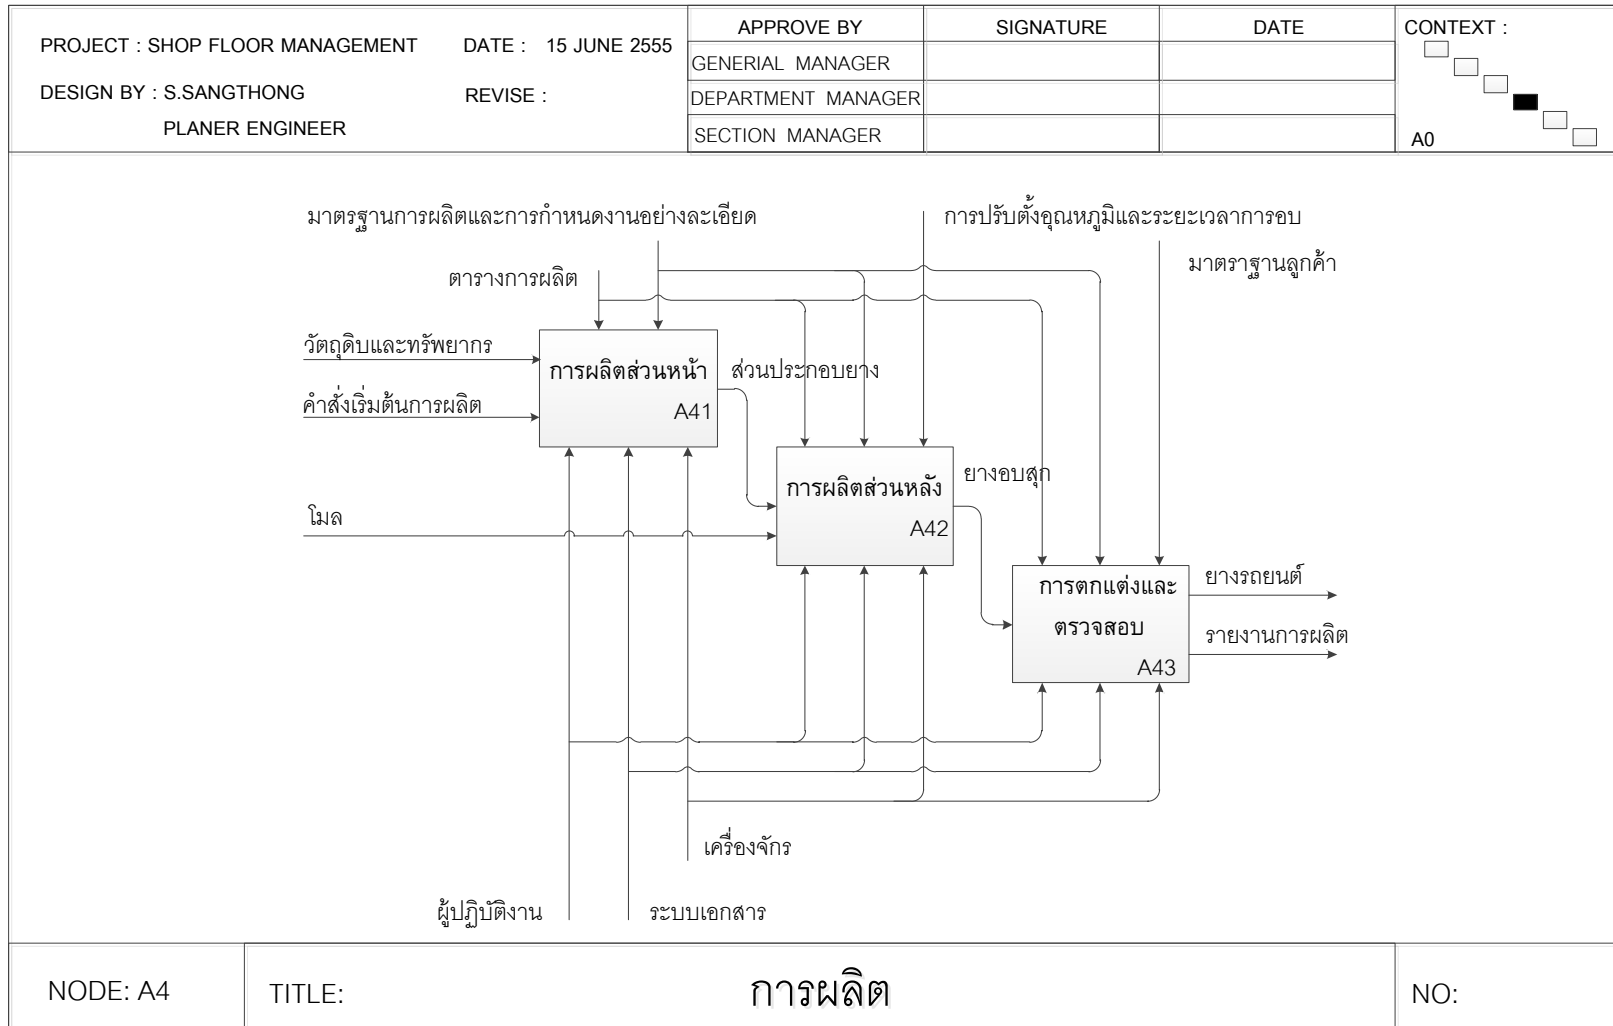 PROJECT : SHOP FLOOR MANAGEMENT DATE : 15 JUNE 2555
DESIGN BY : S.SANGTHONG REVISE :
PLANER ENGINEER
APPROVE BY SIGNATURE DATE
GENERIAL MANAGER
DEPARTMENT MANAGER
SECTION MANAGER
CONTEXT :
A0
มาตรฐานการผลิตและการกำหนดงานอย่างละเอียด
การปรับตั้งอุณหภูมิและระยะเวลาการอบ
ตารางการผลิต
มาตราฐานลูกค้า
วัตถุดิบและทรัพยากร
คำสั่งเริ่มต้นการผลิต
การผลิตส่วนหน้า
A41
ส่วนประกอบยาง
โมล
การผลิตส่วนหลัง
A42
ยางอบสุก
การตกแต่งและ
ตรวจสอบ
A43
ยางรถยนต์
รายงานการผลิต
เครื่องจักร
ผู้ปฏิบัติงาน
ระบบเอกสาร
NODE: A4
TITLE: การผลิต
NO: